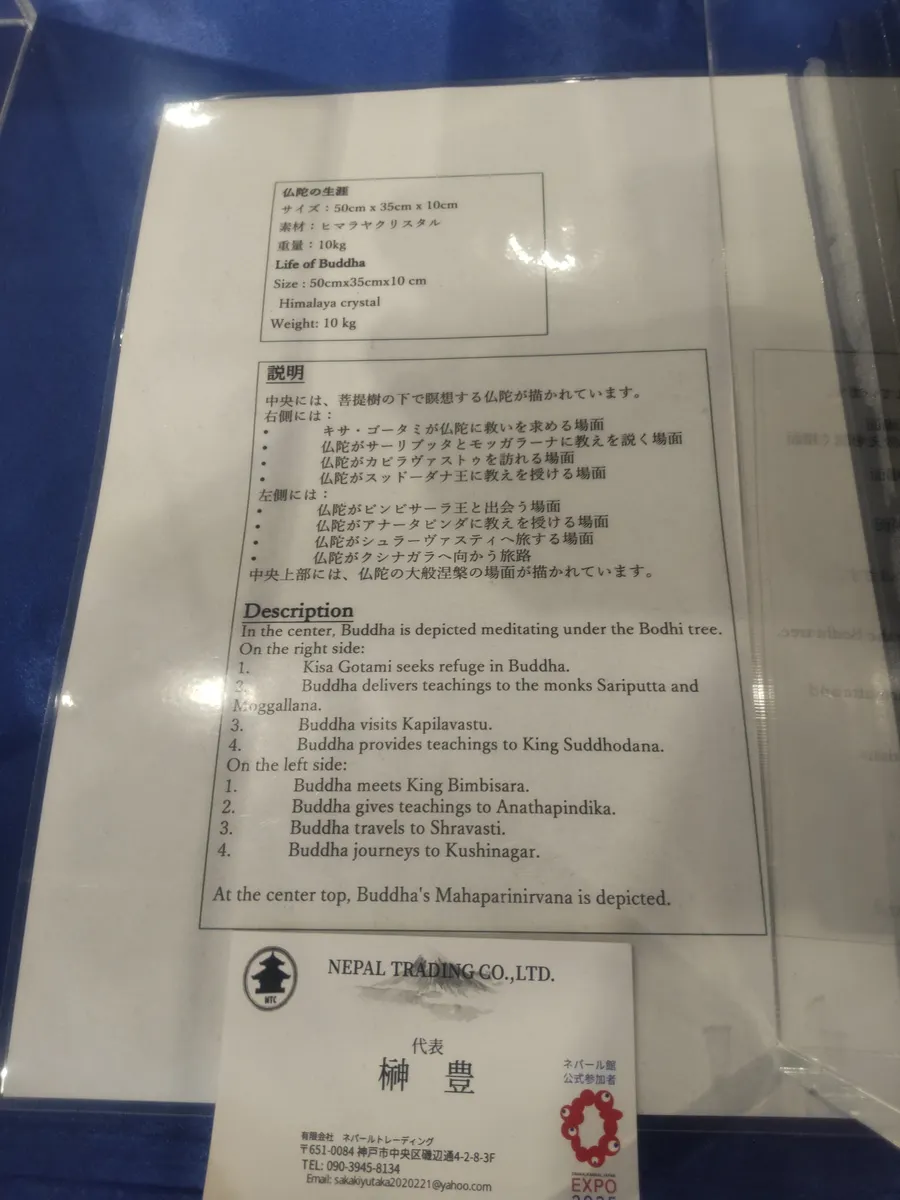 仏陀の生涯
サイズ：50cm x 35cm x 10cm
素材：ヒマラヤクリスタル
重量：10kg
Life of Buddha
Size : 50cmx35cmx10 cm
Himalaya crystal
Weight: 10 kg
説明
中央には、菩提樹の下で瞑想する仏陀が描かれています。
右側には：
• キサ・ゴータミが仏陀に救いを求める場面
• 仏陀がサーリプッタとモッガラーナに教えを説く場面
• 仏陀がカピラヴァストゥを訪れる場面
• 仏陀がスッドーダナ王に教えを授ける場面
左側には：
• 仏陀がビンビサーラ王と出会う場面
• 仏陀がアナータピンダに教えを授ける場面
• 仏陀がシュラーヴァスティへ旅する場面
• 仏陀がクシナガラへ向かう旅路
中央上部には、仏陀の大般涅槃の場面が描かれています。
Description
In the center, Buddha is depicted meditating under the Bodhi tree.
On the right side:
1. Kisa Gotami seeks refuge in Buddha.
2. Buddha delivers teachings to the monks Sariputta and
Moggallana.
3. Buddha visits Kapilavastu.
4. Buddha provides teachings to King Suddhodana.
On the left side:
1. Buddha meets King Bimbisara.
2. Buddha gives teachings to Anathapindika.
3. Buddha travels to Shravasti.
4. Buddha journeys to Kushinagar.
At the center top, Buddha's Mahaparinirvana is depicted.
NTC
NEPAL TRADING CO.,LTD.
代表
榊 豊
ネパール館
公式参加者
有限会社 ネパールトレーディング
〒651-0084 神戸市中央区磯辺通4-2-8-3F
TEL: 090-3945-8134
Email: sakakiyutaka2020221@yahoo.com
EXPO
2025